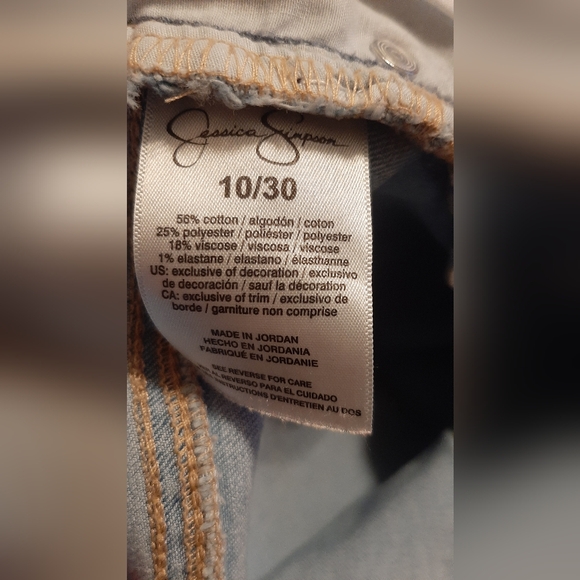 Jessica Simpson
10/30
56% cotton / algodón / coton
25% polyester / poliéster / polyester
18% viscose / viscosa / viscose
1% elastane / elastano / élasthanne
US: exclusive of decoration / exclusivo
de decoración / sauf la décoration
CA: exclusive of trim / exclusivo de
borde / garniture non comprise
MADE IN JORDAN
HECHO EN JORDANIA
FABRIQUÉ EN JORDANIE
SEE REVERSE FOR CARE
AL REVERSO PARA EL CUIDADO
INSTRUCTIONS D'ENTRETIEN AU DOS